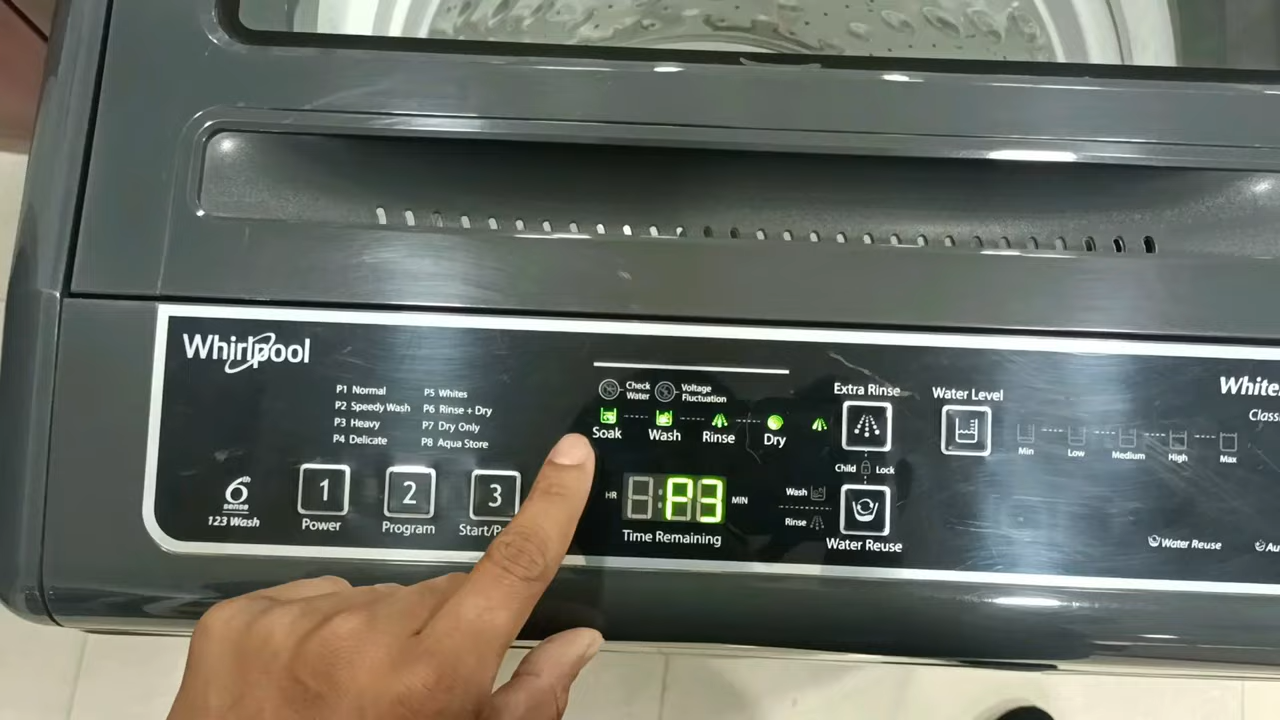 Whirlpool
P1 Normal
P2 Speedy Wash
P3 Heavy
P4 Delicate
P5 Whites
P6 Rinse + Dry
P7 Dry Only
P8 Aqua Store
6th
sense
123 Wash
1
Power
2
Program
3
Start/P
Check
Water
Voltage
Fluctuation
Soak
Wash
Rinse
Dry
HR
P3
MIN
Time Remaining
Extra Rinse
Child Lock
Wash
Rinse
Water Reuse
Water Level
Min
Low
Medium
High
Max
White
Class
Water Reuse
Au